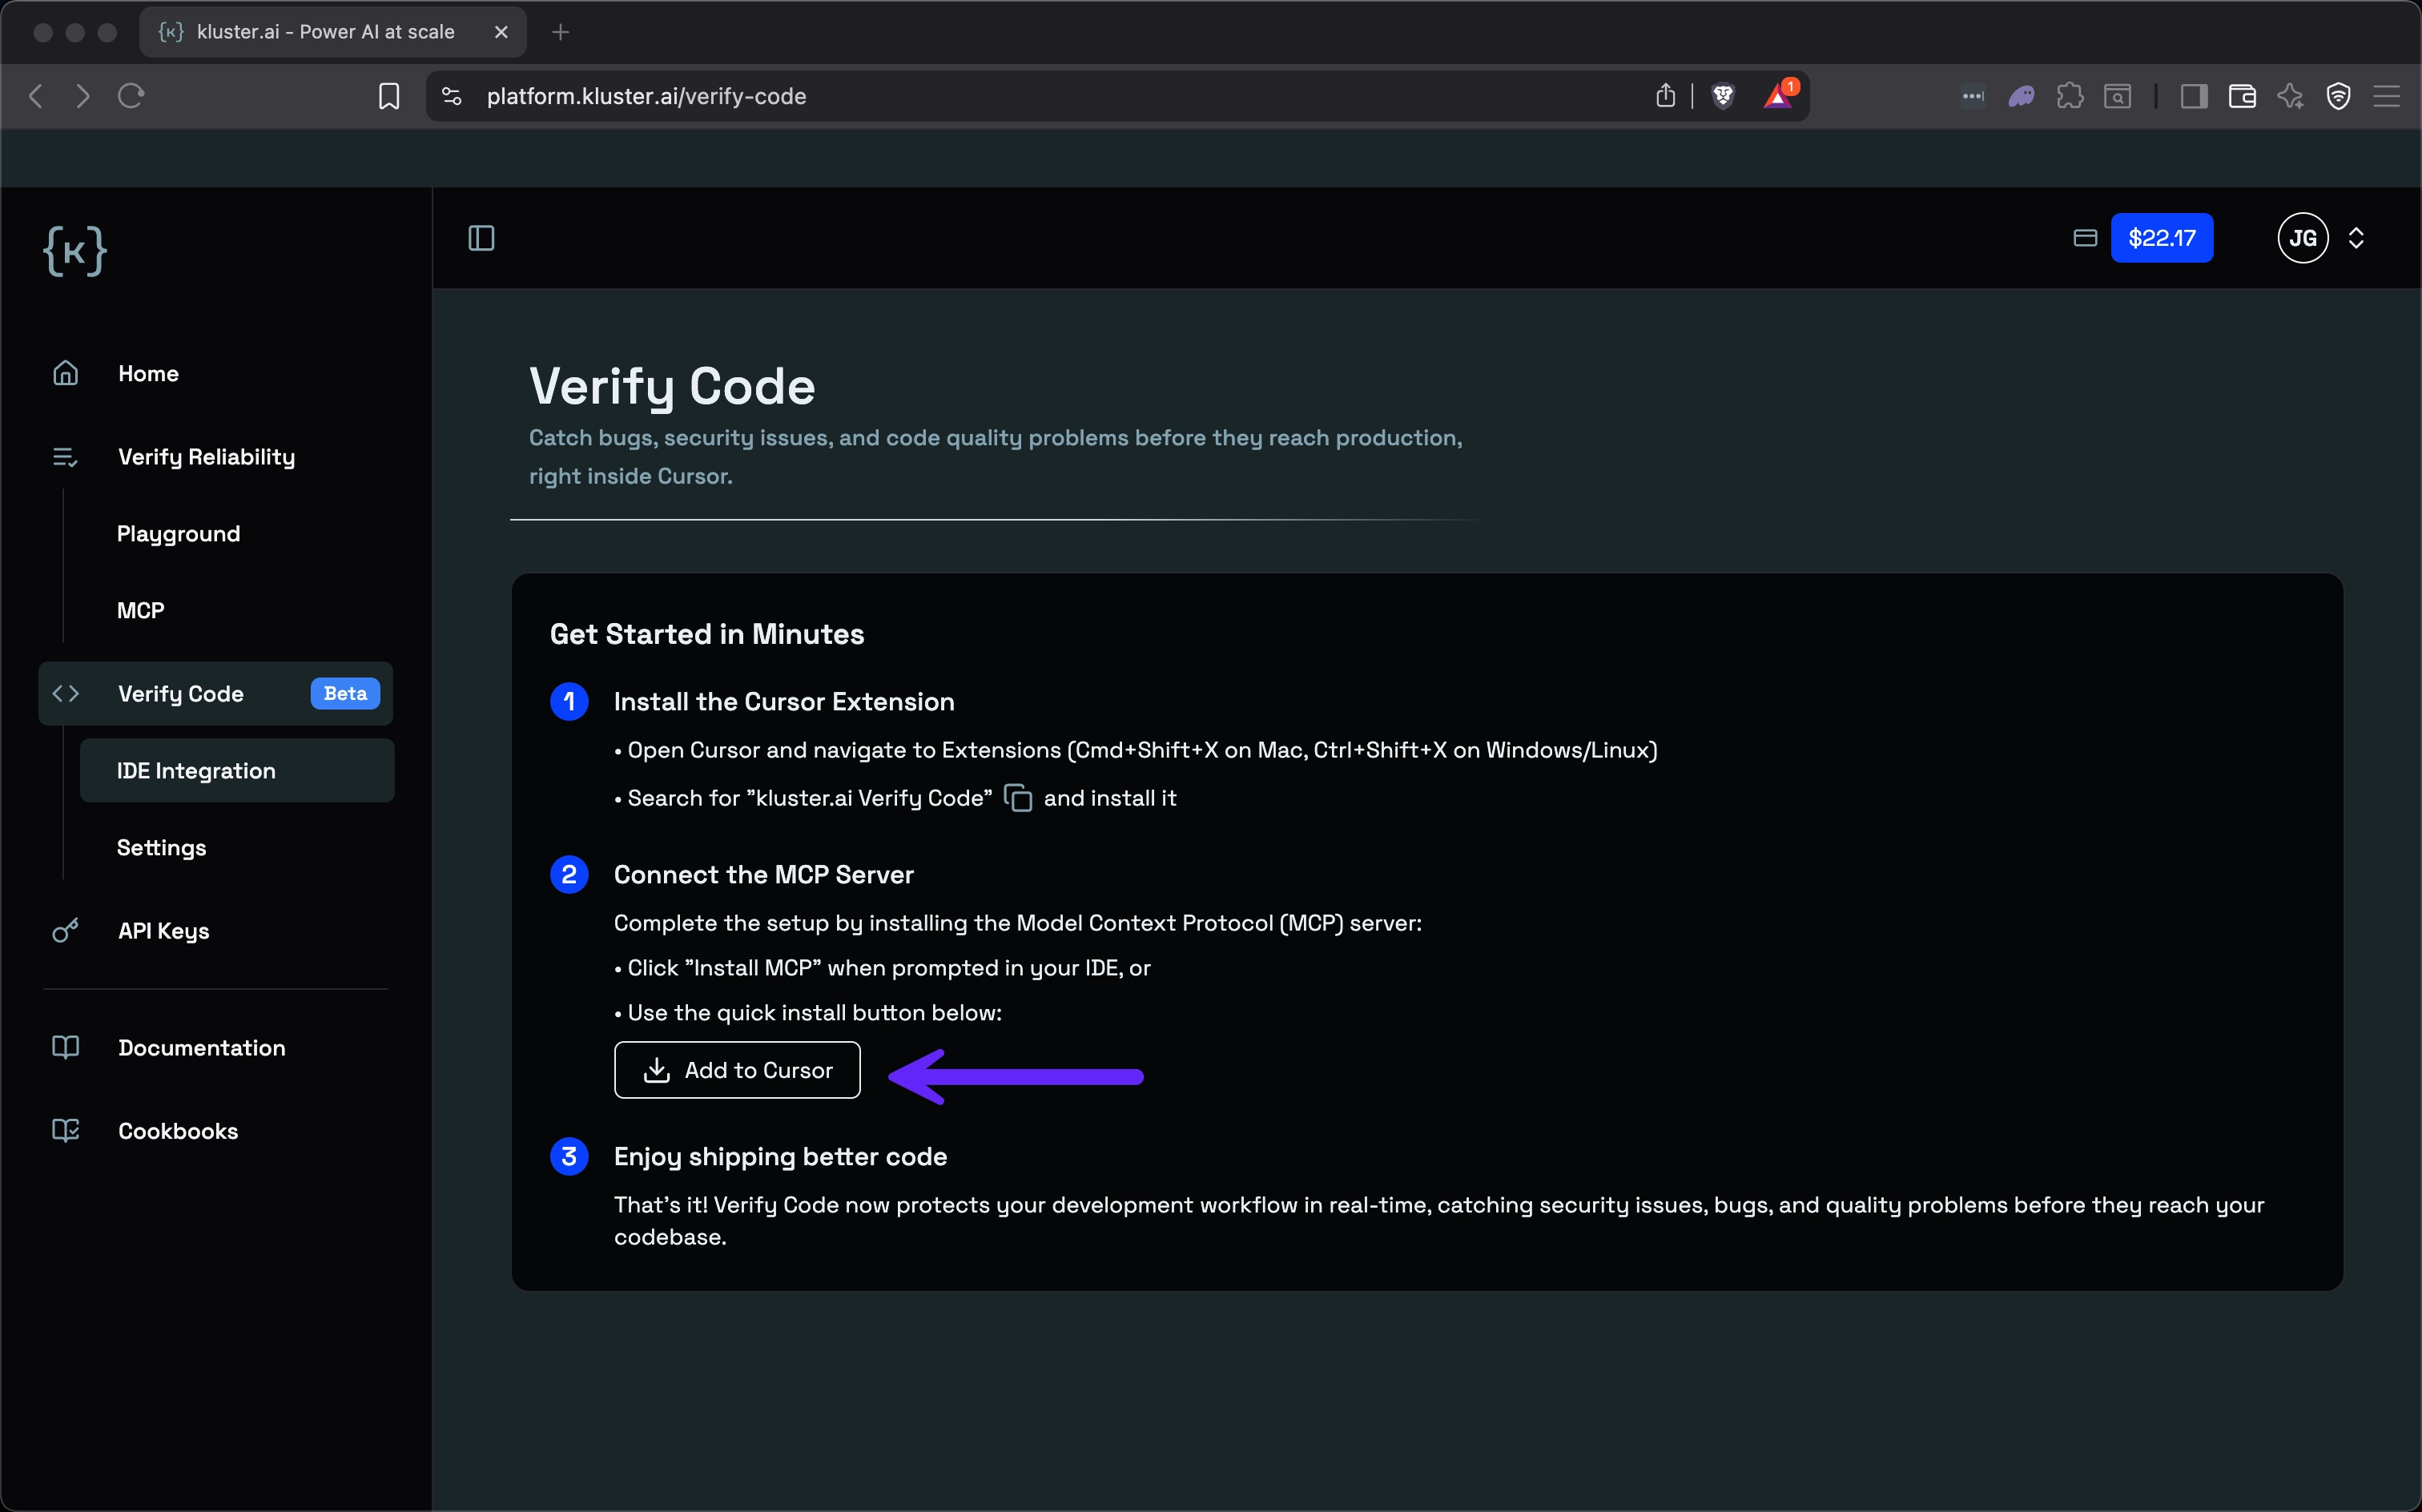 kluster.ai - Power AI at scale
platform.kluster.ai/verify-code
1
{K}
$22.17
JG
Home
Verify Reliability
Playground
MCP
Verify Code Beta
IDE Integration
Settings
API Keys
Documentation
Cookbooks
Verify Code
Catch bugs, security issues, and code quality problems before they reach production,
right inside Cursor.
Get Started in Minutes
1 Install the Cursor Extension
• Open Cursor and navigate to Extensions (Cmd+Shift+X on Mac, Ctrl+Shift+X on Windows/Linux)
• Search for ”kluster.ai Verify Code” and install it
2 Connect the MCP Server
Complete the setup by installing the Model Context Protocol (MCP) server:
• Click ”Install MCP” when prompted in your IDE, or
• Use the quick install button below:
Add to Cursor
3 Enjoy shipping better code
That’s it! Verify Code now protects your development workflow in real-time, catching security issues, bugs, and quality problems before they reach your
codebase.